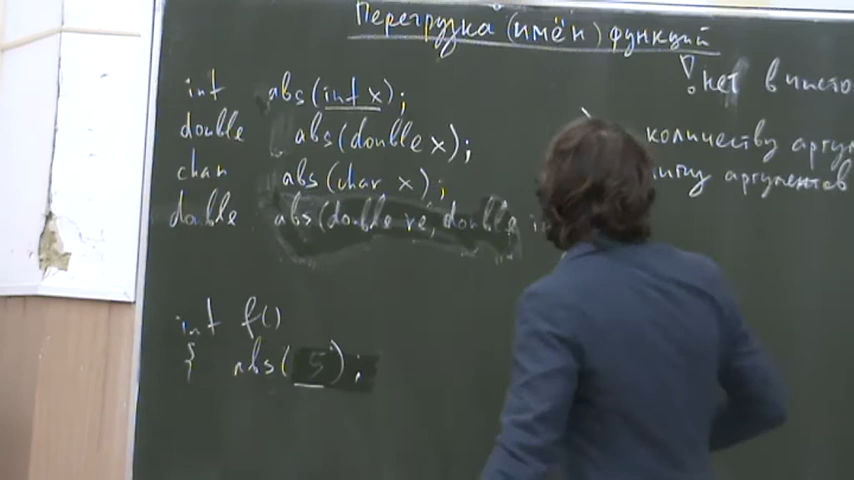 Перегрузка (имён) функций
! нет в чисто
int abs(int x);
double abs(double x);
char abs(char x);
double abs(double re, double
количеству аргум
типу аргументов
int f()
{ abs( 5 );